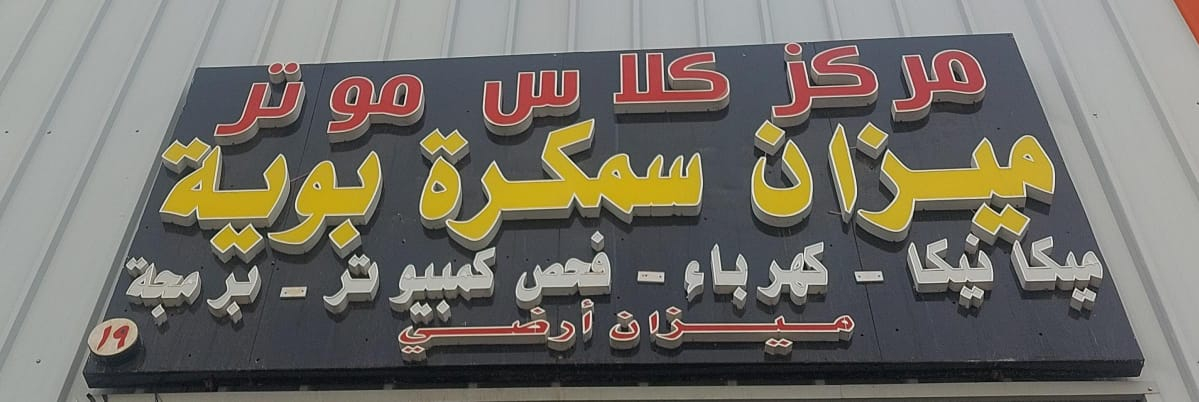 مركز كلاس موتر
ميزان سمكرة بوية
ميكانيكا - كهرباء - فحص كمبيوتر - برمجة
ميزان أرضي
١٩